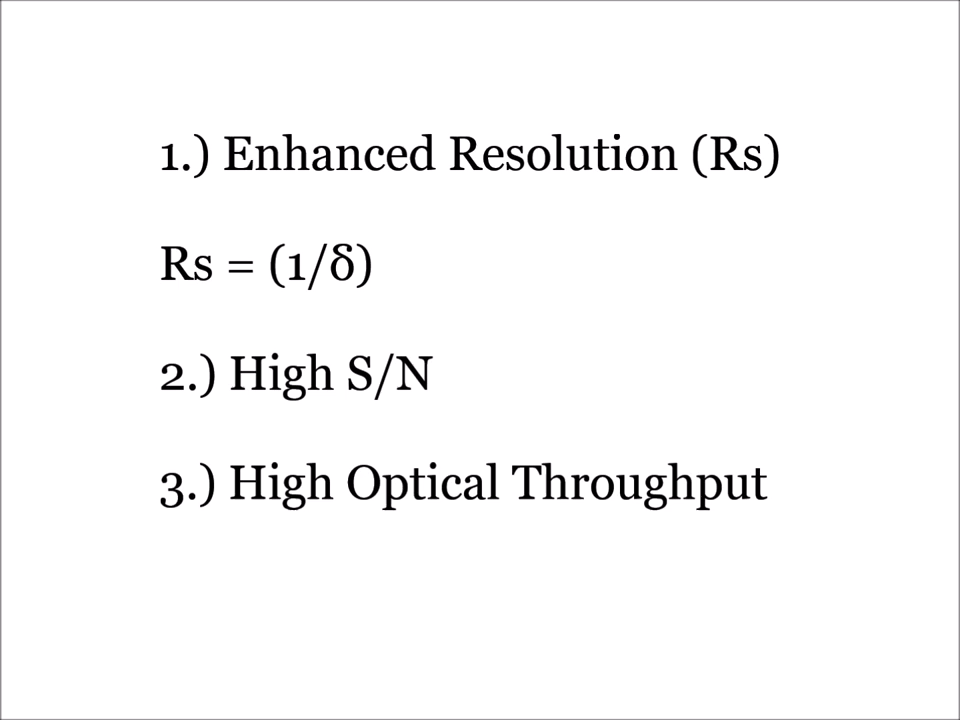 1.) Enhanced Resolution (Rs)
Rs = (1/δ)
2.) High S/N
3.) High Optical Throughput